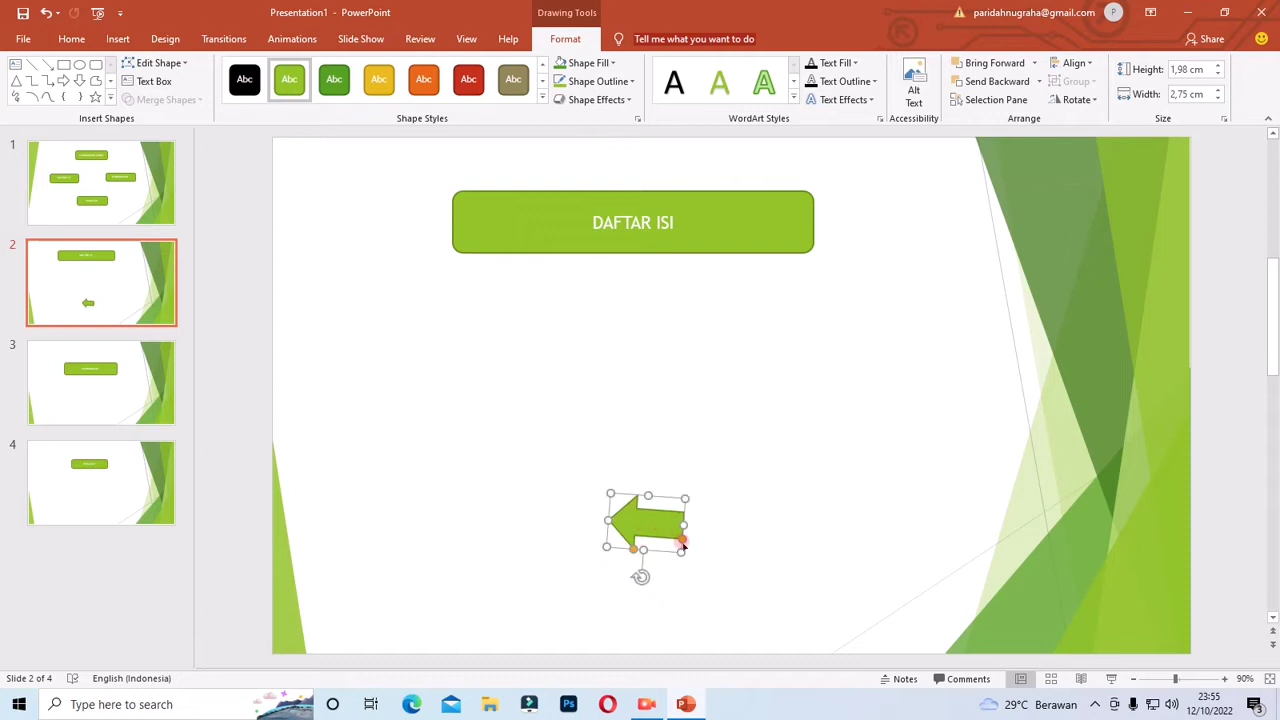 Presentation1 - PowerPoint
Drawing Tools
paridahnugraha@gmail.com
P
File
Home
Insert
Design
Transitions
Animations
Slide Show
Review
View
Help
Format
Tell me what you want to do
Share
Edit Shape
Text Box
Merge Shapes
Insert Shapes
Abc Abc Abc Abc Abc Abc Abc
Shape Fill
Shape Outline
Shape Effects
Shape Styles
A A A
Text Fill
Text Outline
Text Effects
WordArt Styles
Alt
Text
Accessibility
Bring Forward
Send Backward
Selection Pane
Align
Group
Rotate
Arrange
Height: 1,98 cm
Width: 2,75 cm
Size
1
2
3
4
DAFTAR ISI
Slide 2 of 4
English (Indonesia)
Notes
Comments
90%
Type here to search
Ps
29°C Berawan
23:55
12/10/2022
3